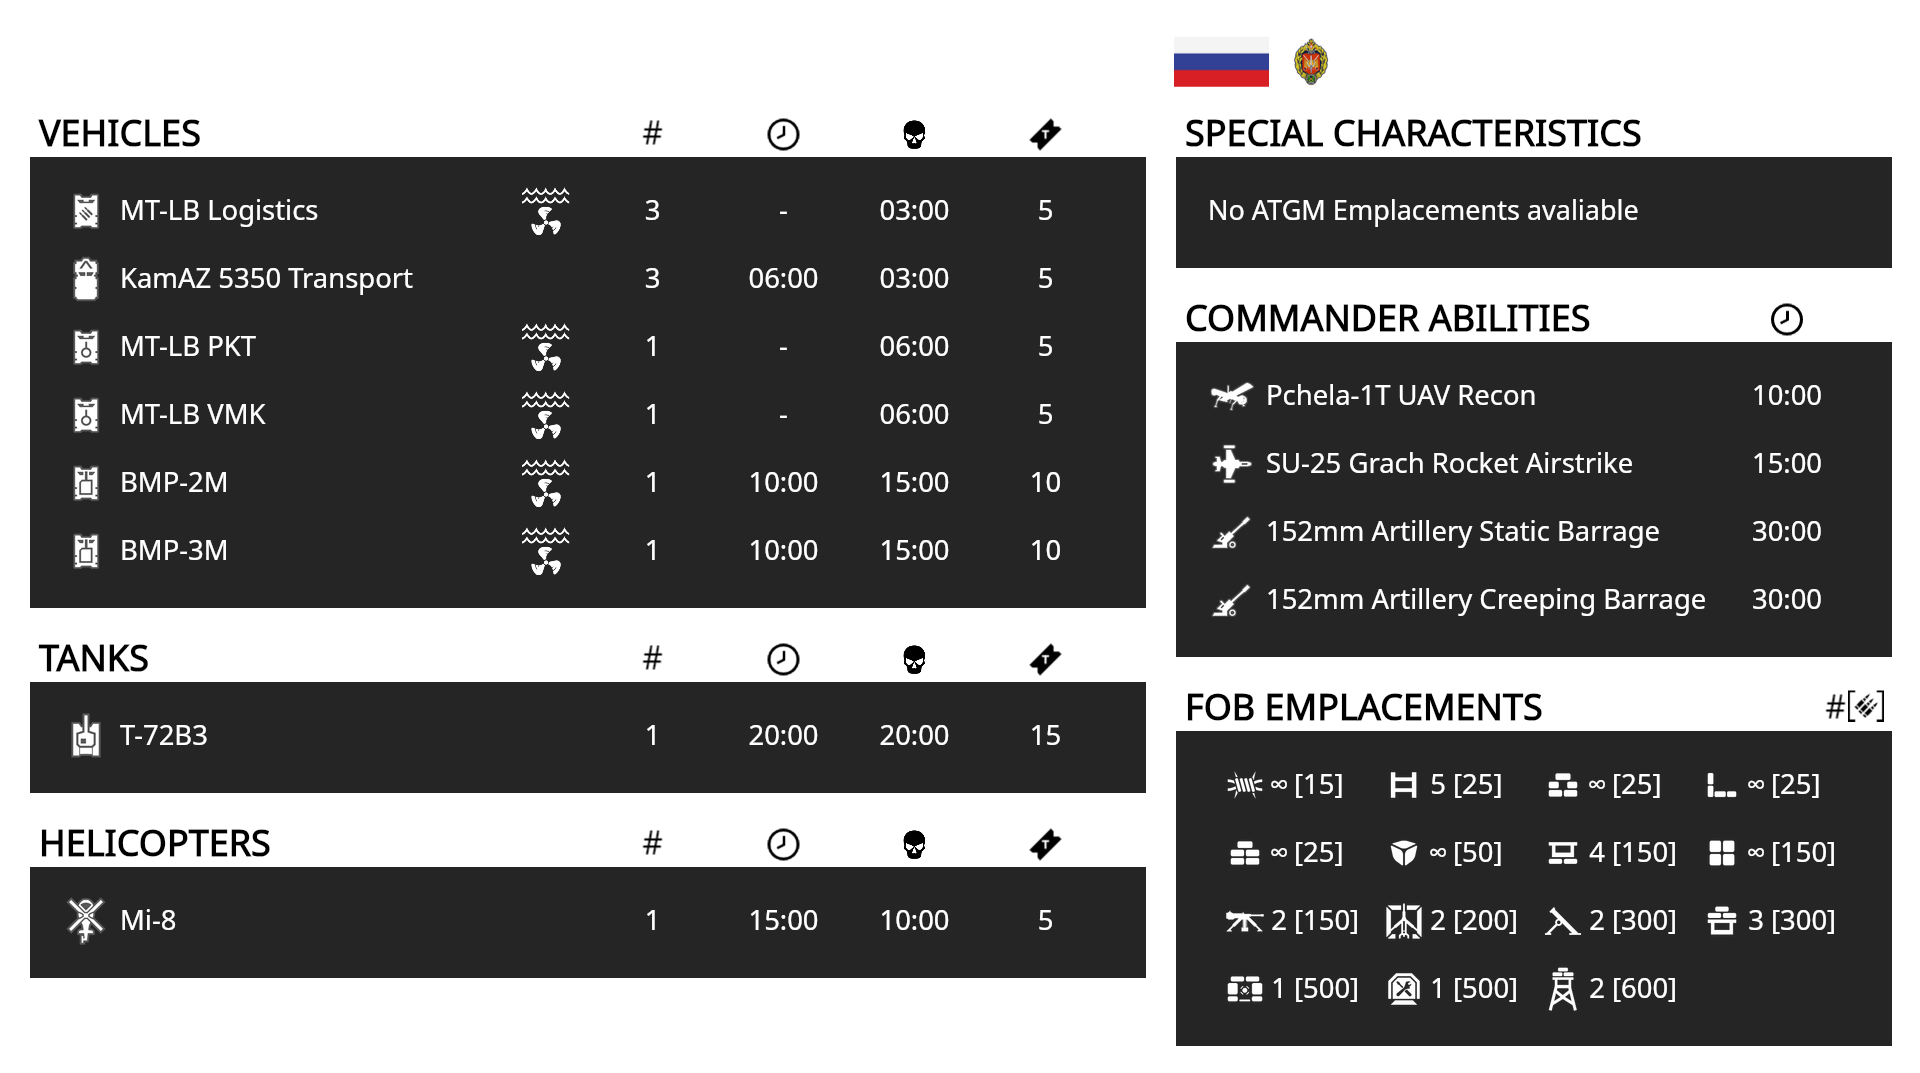 VEHICLES #
MT-LB Logistics 3 - 03:00 5
KamAZ 5350 Transport 3 06:00 03:00 5
MT-LB PKT 1 - 06:00 5
MT-LB VMK 1 - 06:00 5
BMP-2M 1 10:00 15:00 10
BMP-3M 1 10:00 15:00 10
TANKS #
T-72B3 1 20:00 20:00 15
HELICOPTERS #
Mi-8 1 15:00 10:00 5
SPECIAL CHARACTERISTICS
No ATGM Emplacements avaliable
COMMANDER ABILITIES
Pchela-1T UAV Recon 10:00
SU-25 Grach Rocket Airstrike 15:00
152mm Artillery Static Barrage 30:00
152mm Artillery Creeping Barrage 30:00
FOB EMPLACEMENTS #[]
∞ [15] 5 [25] ∞ [25] ∞ [25]
∞ [25] ∞ [50] 4 [150] ∞ [150]
2 [150] 2 [200] 2 [300] 3 [300]
1 [500] 1 [500] 2 [600]